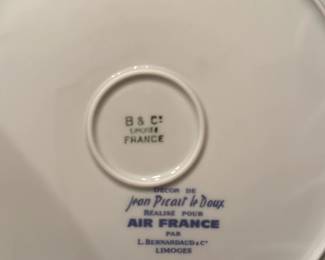 B & Cº
LIMOGES
FRANCE
DÉCOR DE
Jean Picart le Doux
RÉALISÉ POUR
AIR FRANCE
PAR
L. BERNARDAUD & Cº
LIMOGES